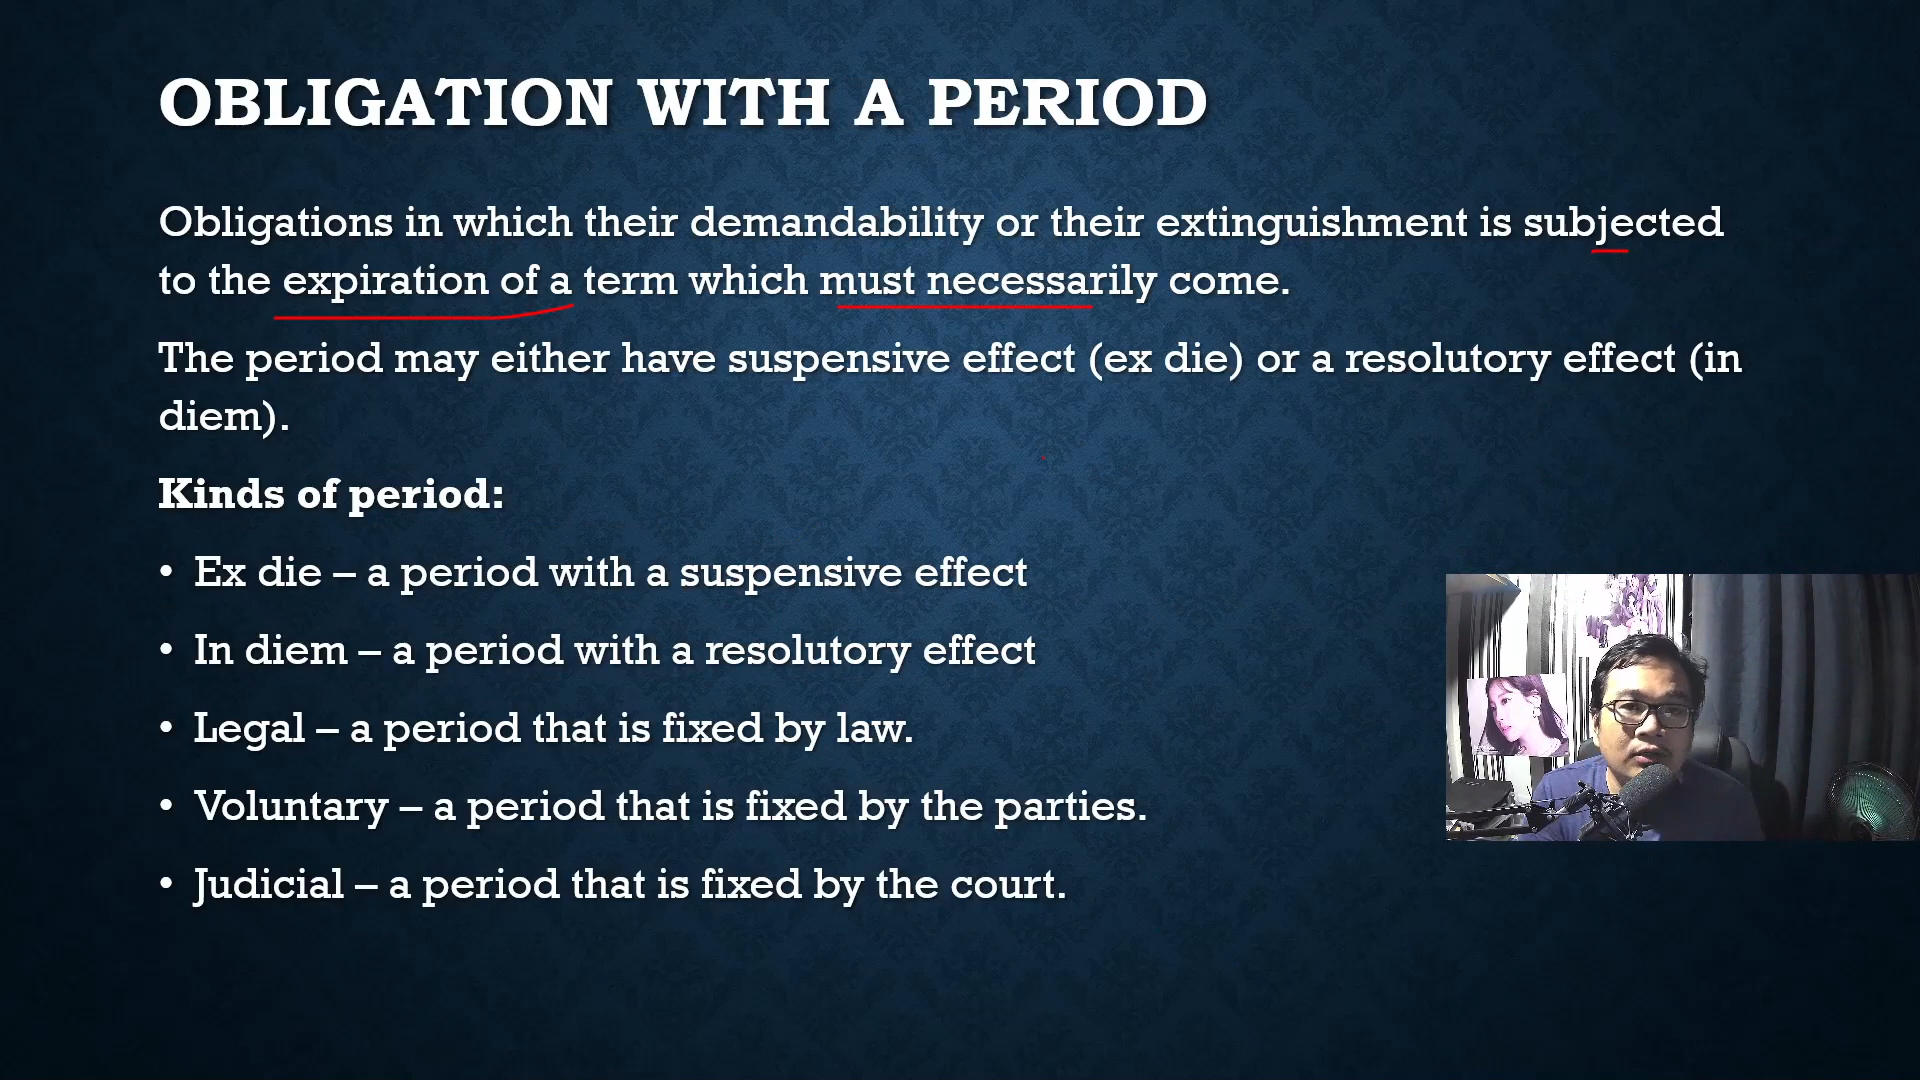 OBLIGATION WITH A PERIOD
Obligations in which their demandability or their extinguishment is subjected
to the expiration of a term which must necessarily come.
The period may either have suspensive effect (ex die) or a resolutory effect (in
diem).
Kinds of period:
• Ex die – a period with a suspensive effect
• In diem – a period with a resolutory effect
• Legal – a period that is fixed by law.
• Voluntary – a period that is fixed by the parties.
• Judicial – a period that is fixed by the court.